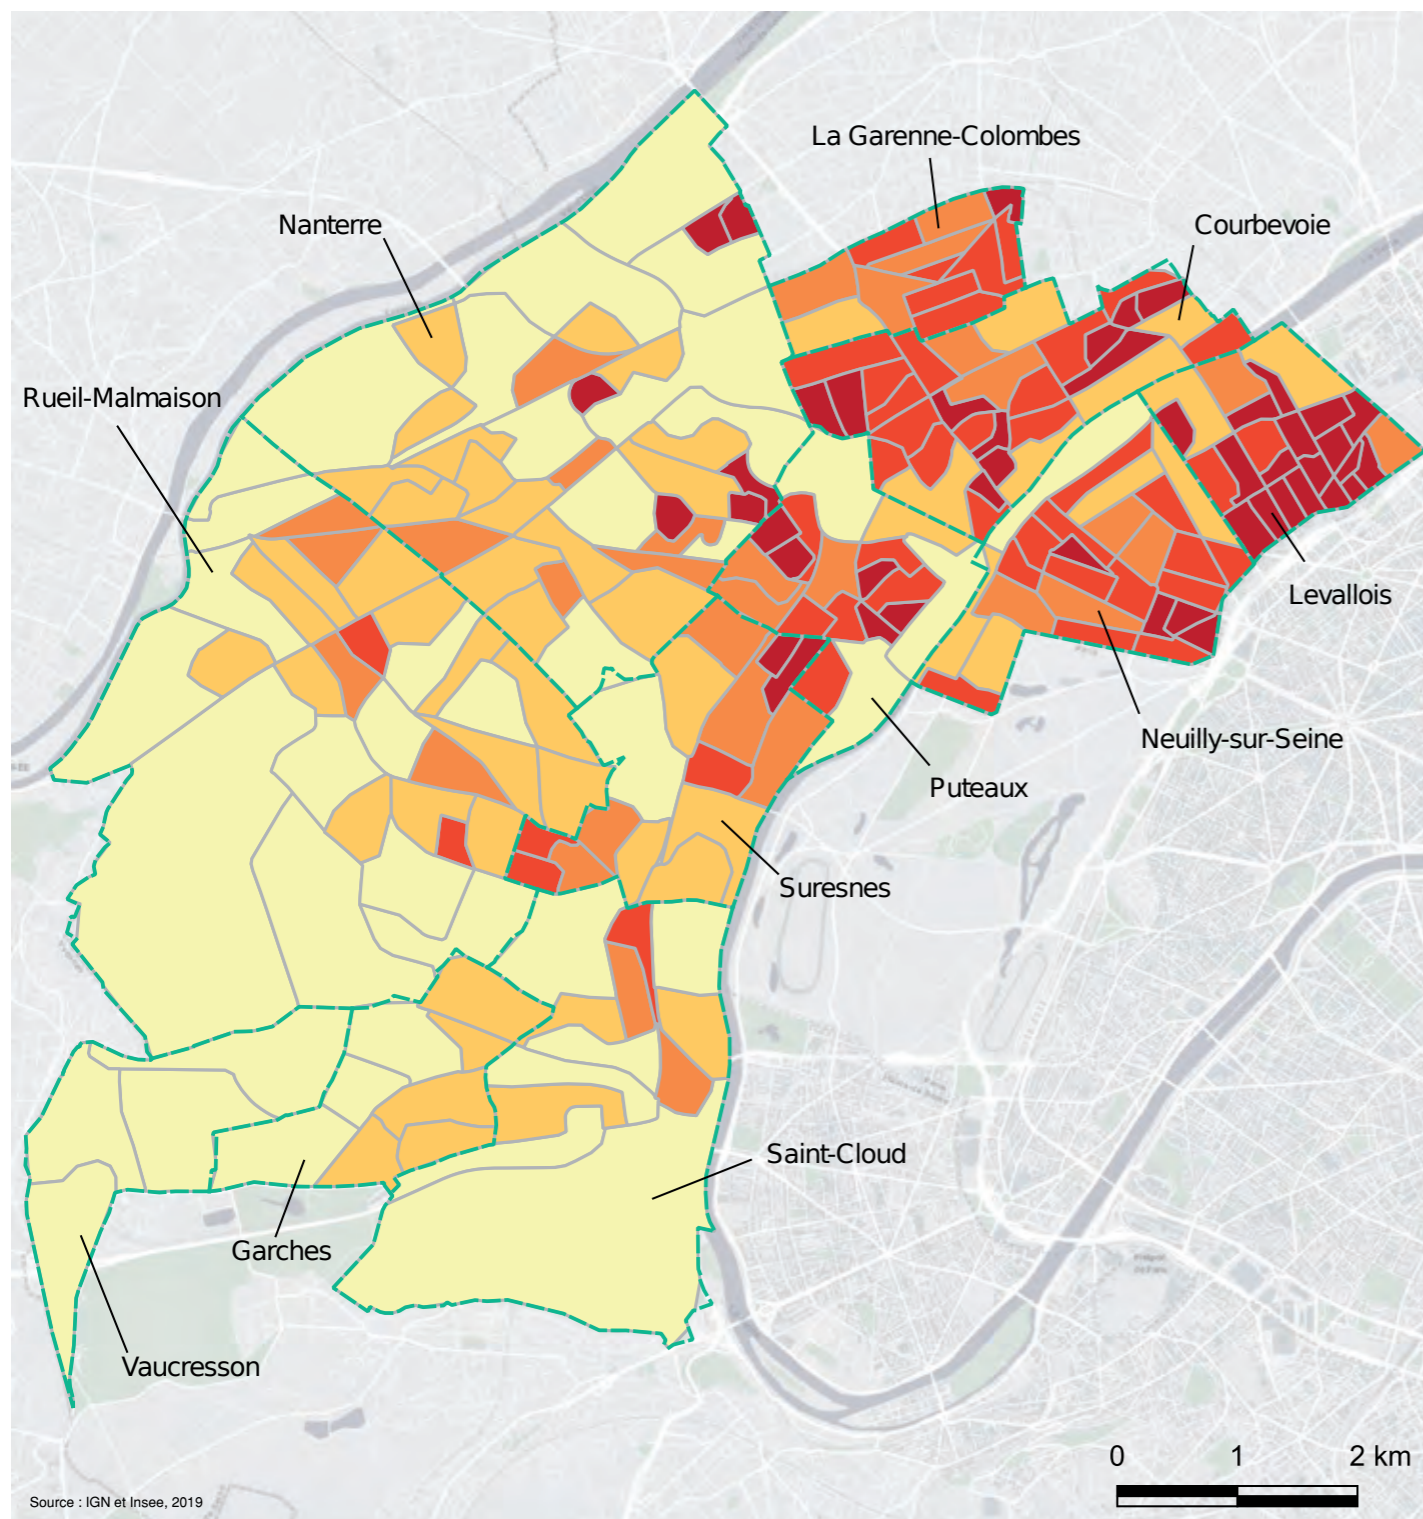 La Garenne-Colombes
Nanterre
Courbevoie
Rueil-Malmaison
Levallois
Neuilly-sur-Seine
Puteaux
Suresnes
Saint-Cloud
Garches
Vaucresson
0 1 2 km
Source : IGN et Insee, 2019